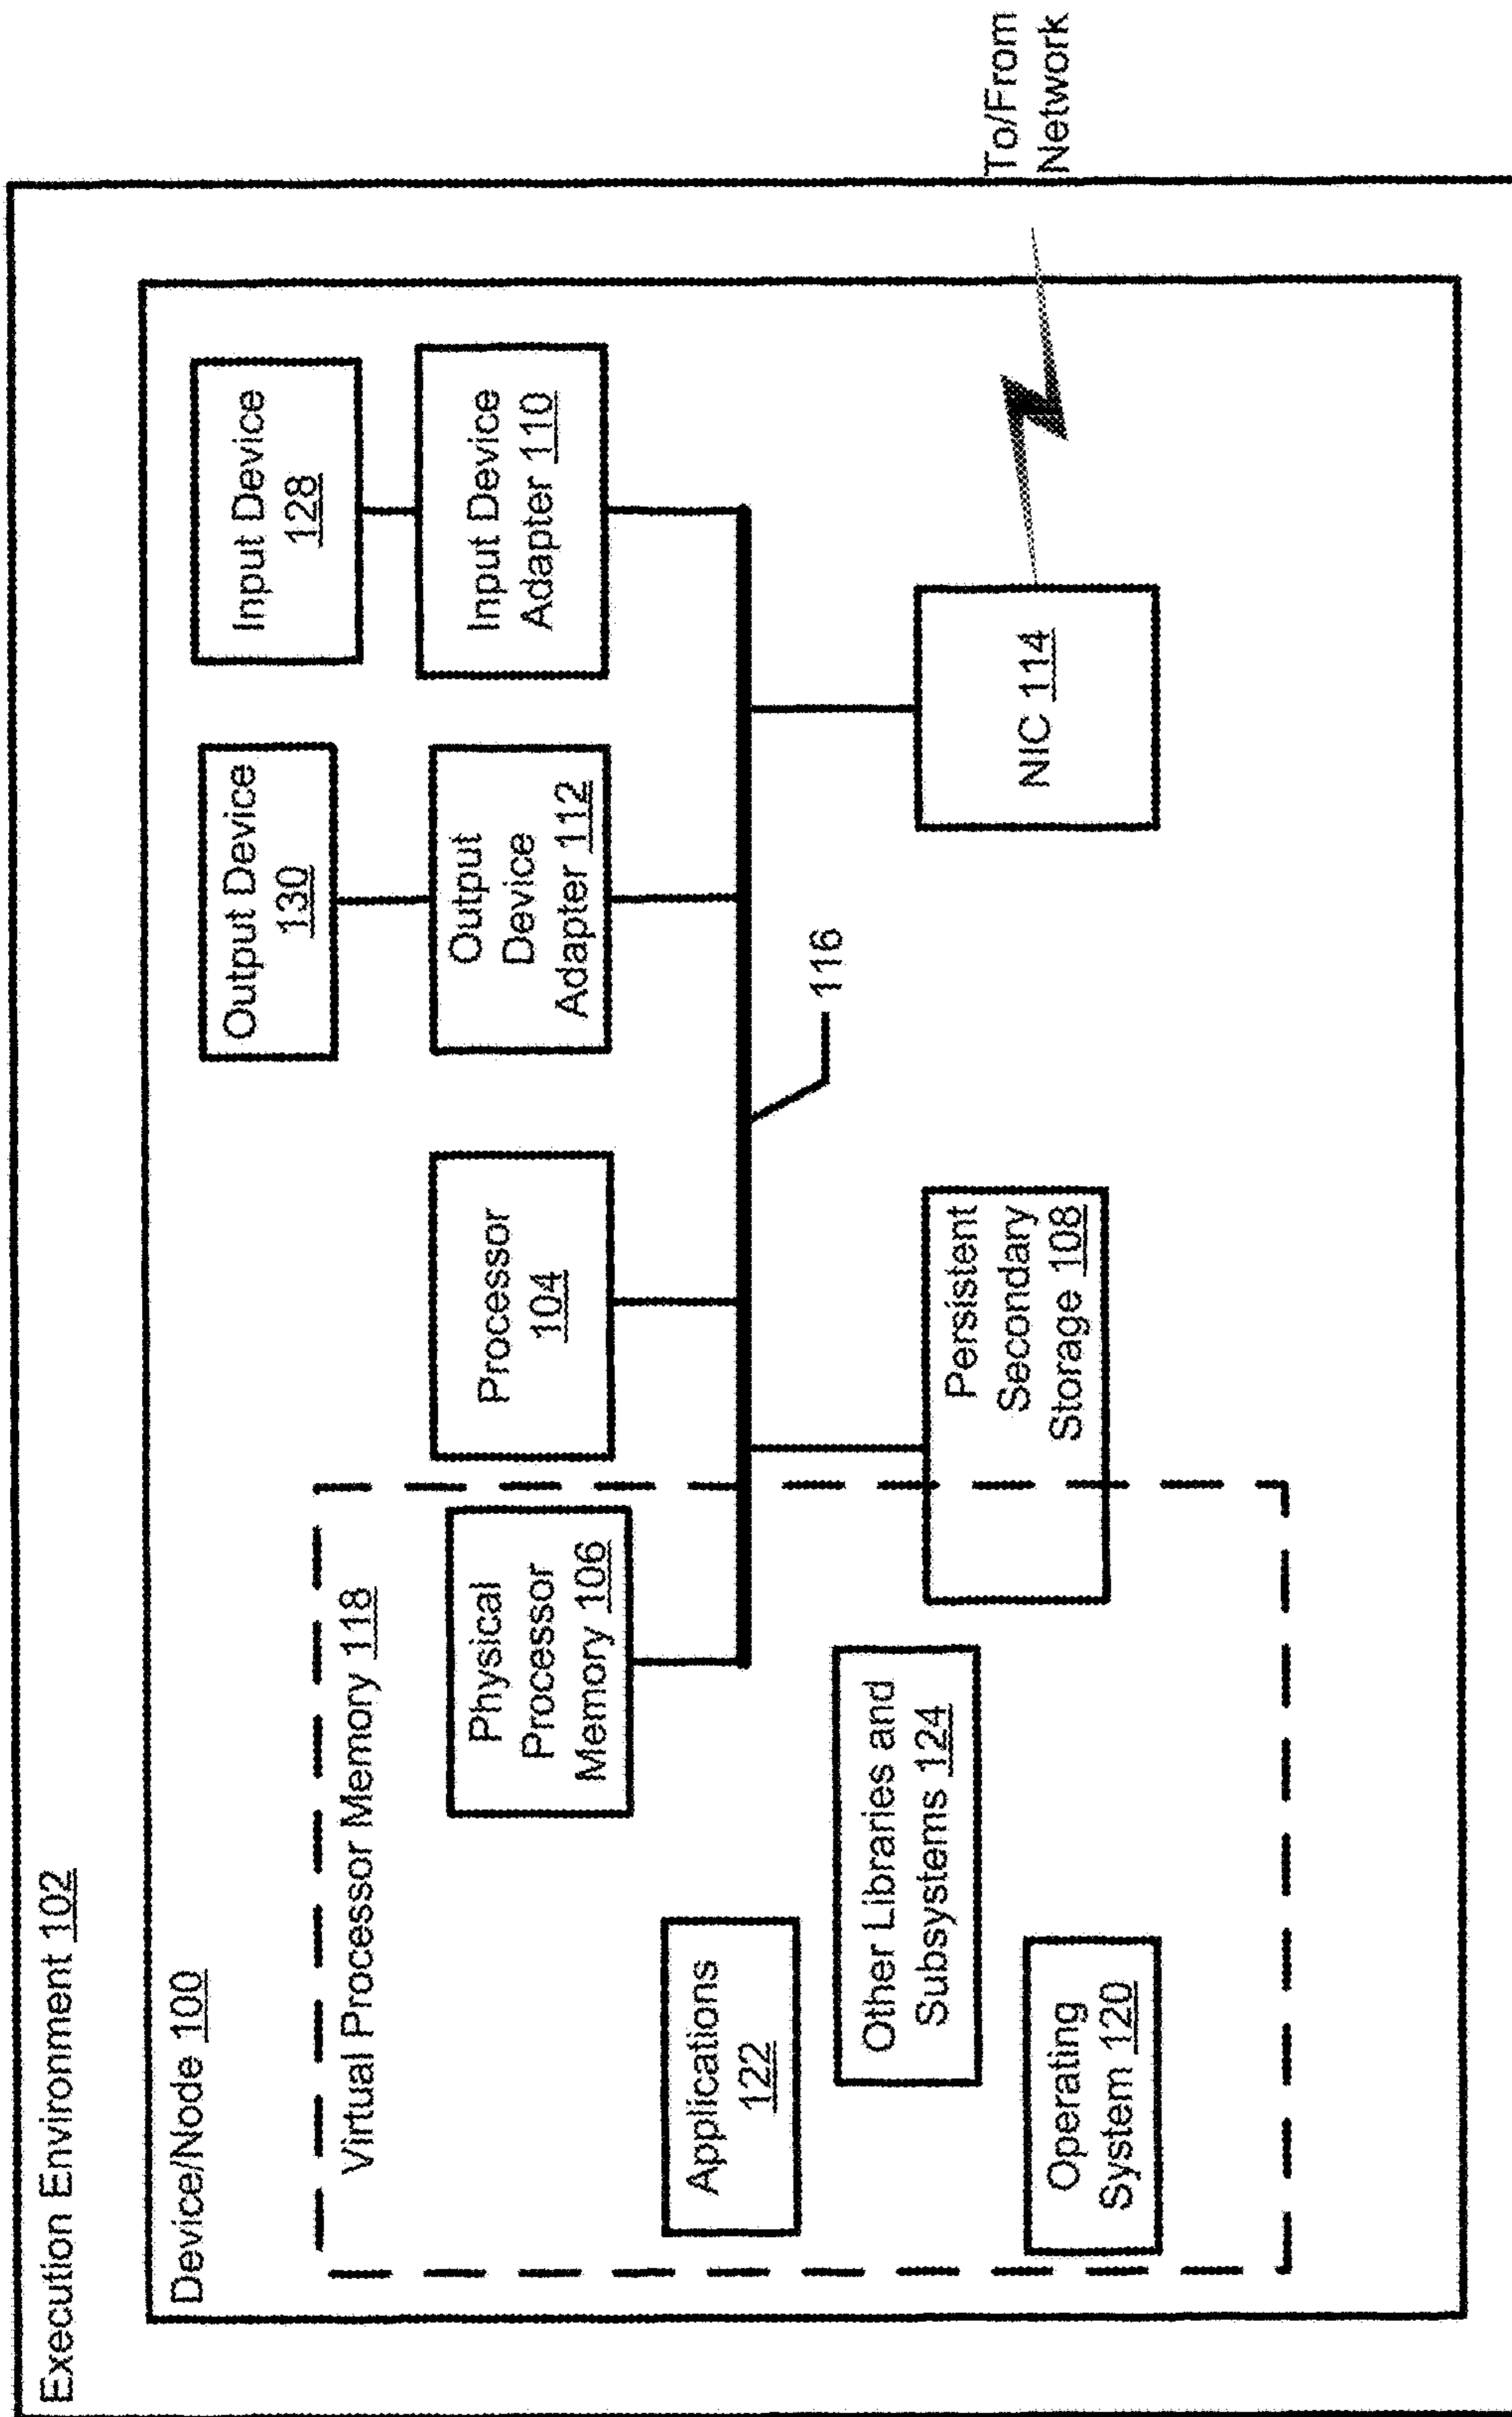 Execution Environment 102
Device/Node 100
Virtual Processor Memory 118
Output Device
130
Input Device
128
Physical
Processor
Memory 106
Processor
104
Output
Device
Adapter 112
Input Device
Adapter 110
Applications
122
116
Other Libraries and
Subsystems 124
Persistent
Secondary
Storage 108
NIC 114
To/From
Network
Operating
System 120